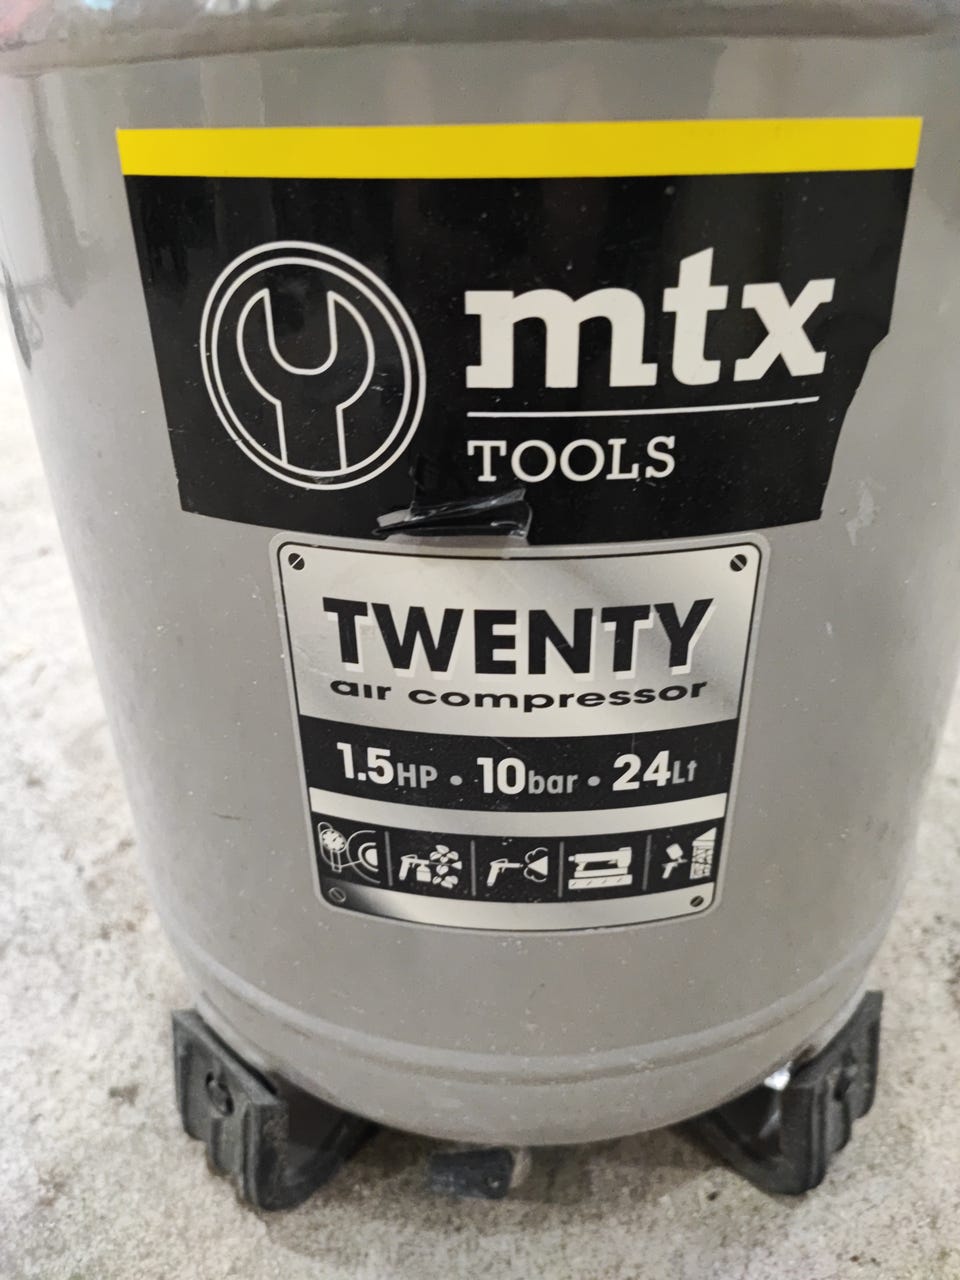 mtx
TOOLS
TWENTY
air compressor
1.5HP • 10bar • 24Lt